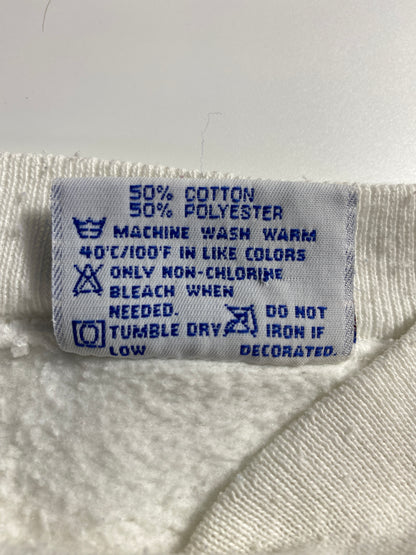 50% COTTON
50% POLYESTER
MACHINE WASH WARM
40°C/100°F IN LIKE COLORS
ONLY NON-CHLORINE
BLEACH WHEN
NEEDED.
TUMBLE DRY
LOW
DO NOT
IRON IF
DECORATED.